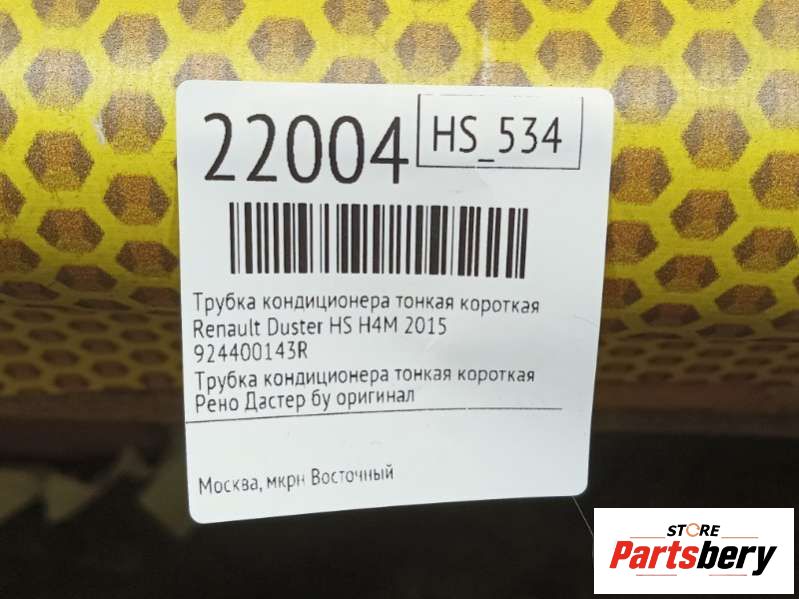 22004
HS_534
Трубка кондиционера тонкая короткая
Renault Duster HS H4M 2015
924400143R
Трубка кондиционера тонкая короткая
Рено Дастер бу оригинал
Москва, мкрн Восточный
STORE
Partsbery